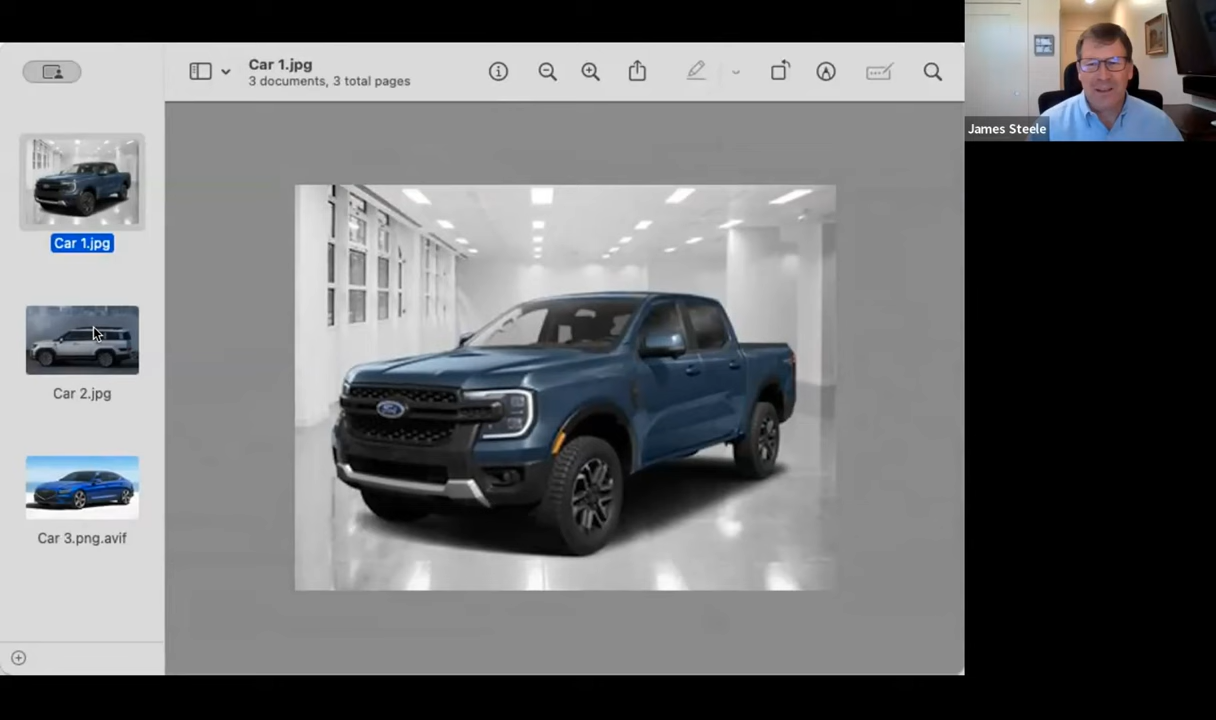 Car 1.jpg
3 documents, 3 total pages
James Steele
Car 1.jpg
Ford
Car 2.jpg
Car 3.png.avif